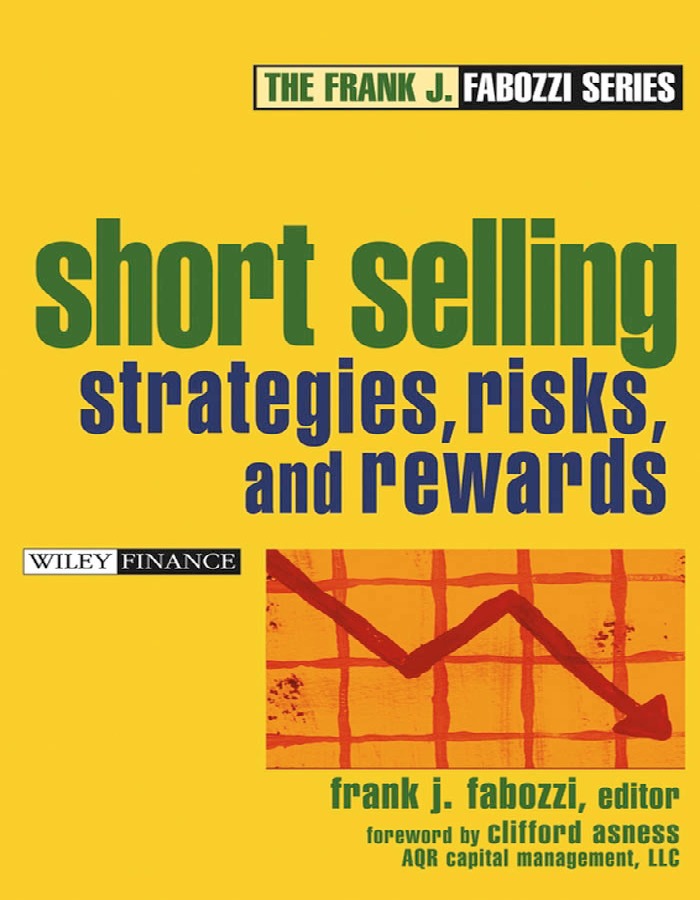 THE FRANK J. FABOZZI SERIES
short selling
strategies, risks,
and rewards
WILEY FINANCE
frank j. fabozzi, editor
foreword by clifford asness
AQR capital management, LLC